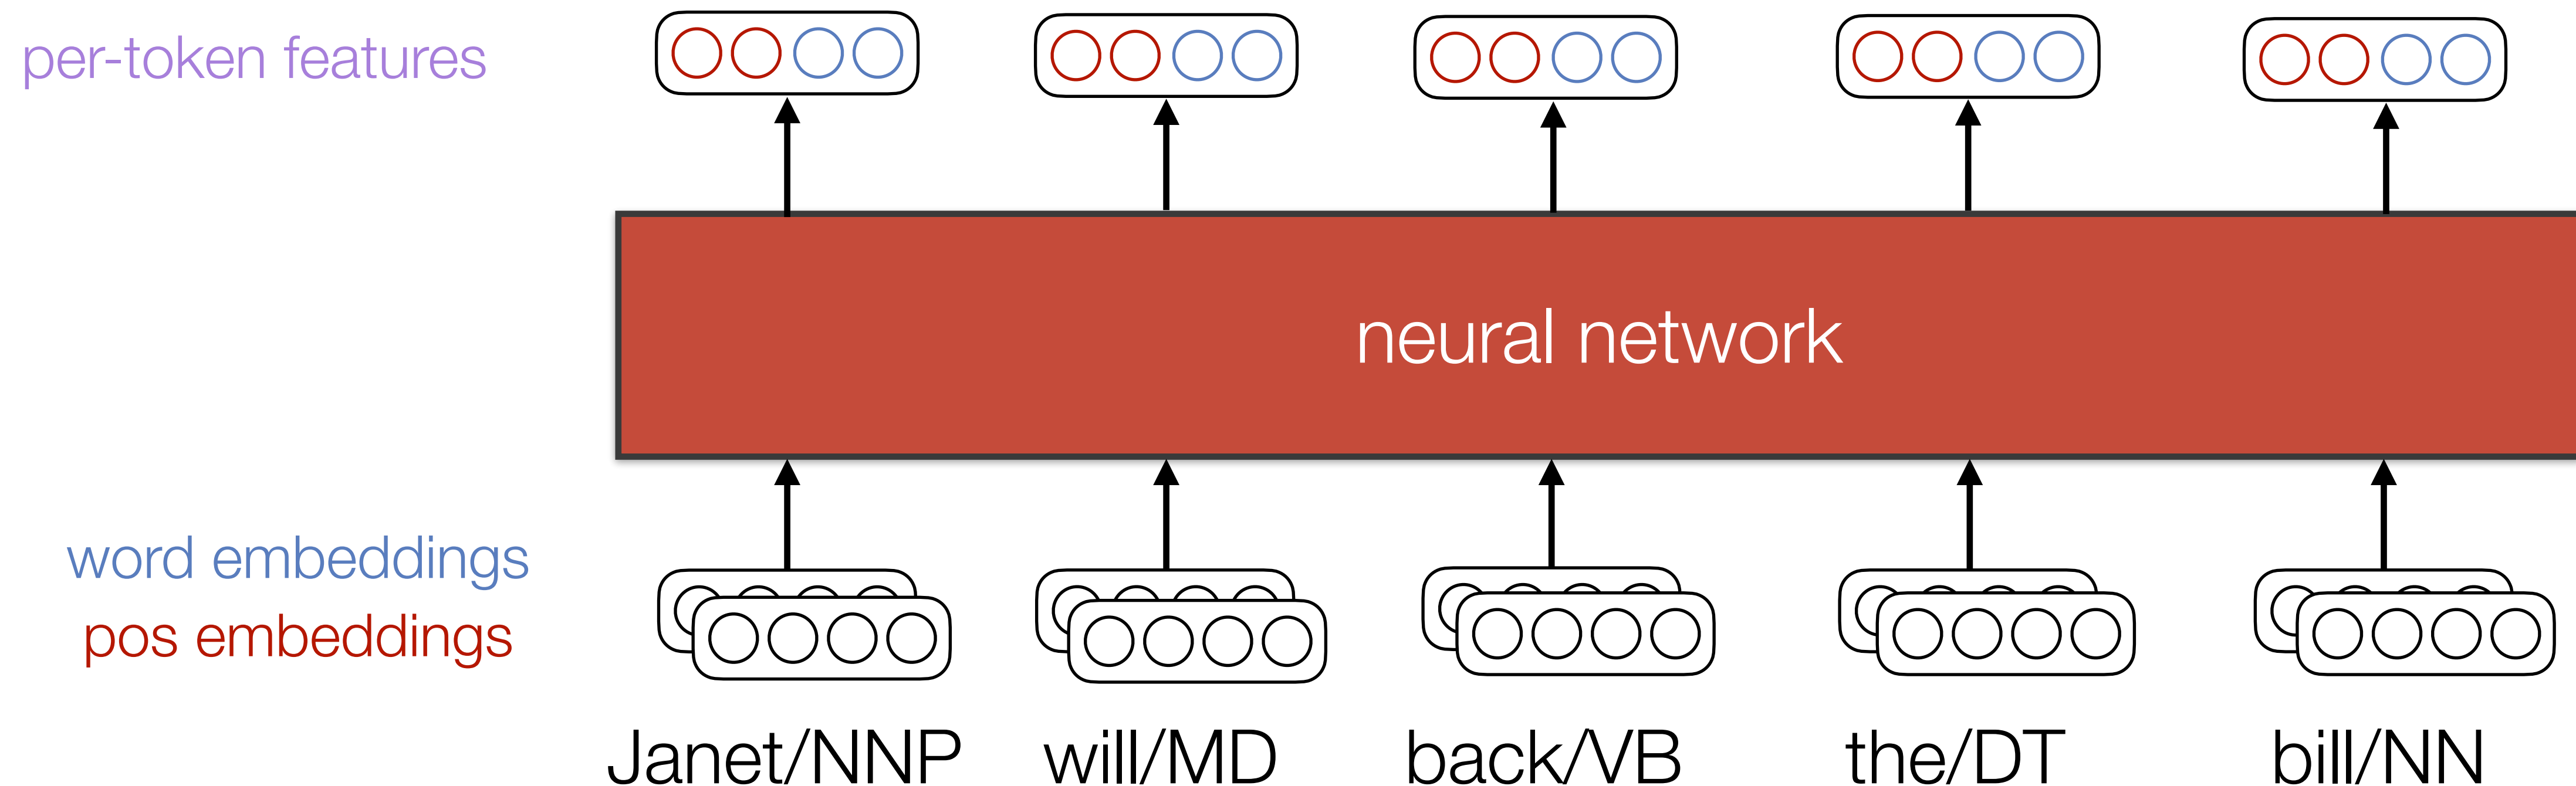 per-token features
neural network
word embeddings
pos embeddings
Janet/NNP will/MD back/VB the/DT bill/NN